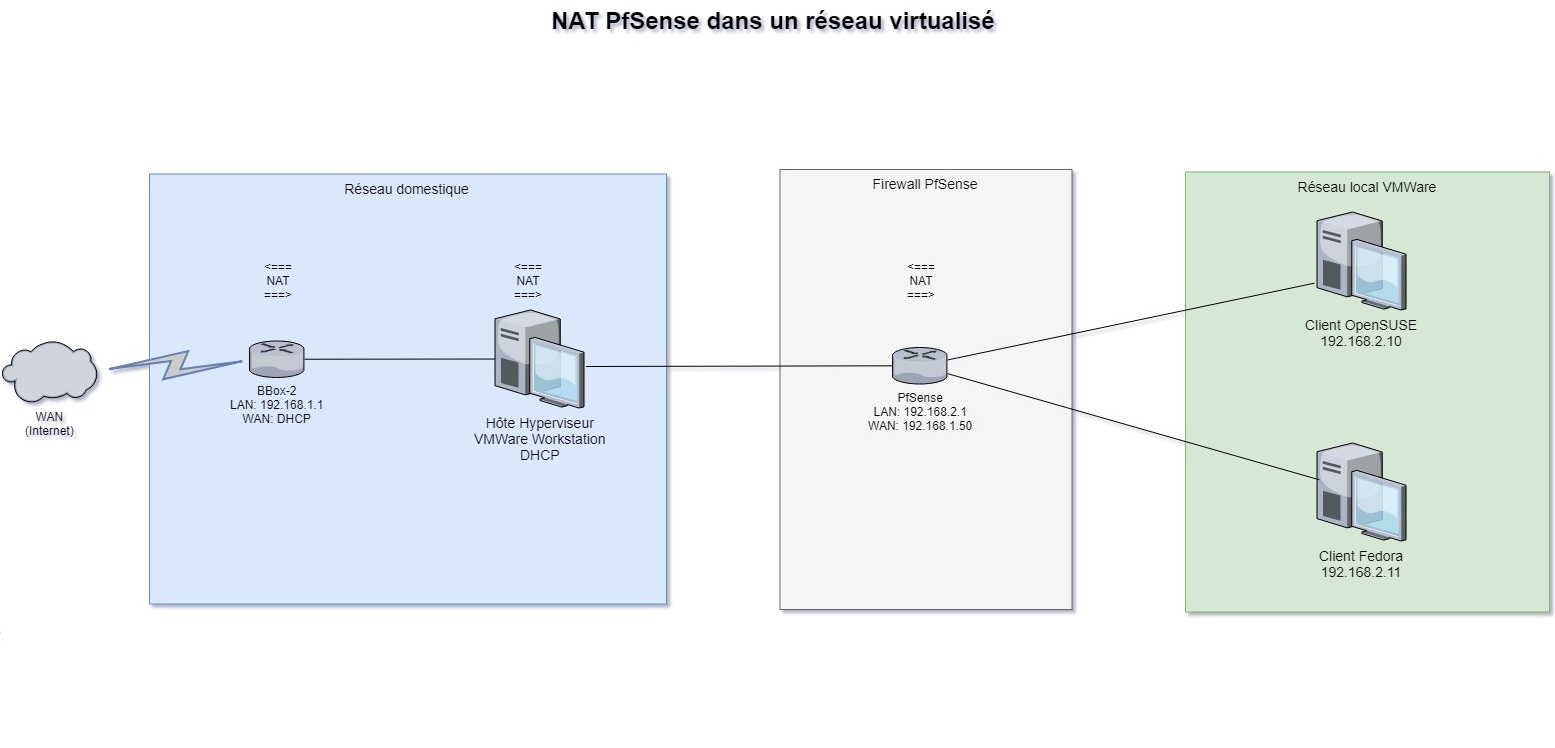 NAT PfSense dans un réseau virtualisé
Réseau domestique
<===
NAT
===>
<===
NAT
===>
WAN
(Internet)
BBox-2
LAN: 192.168.1.1
WAN: DHCP
Hôte Hyperviseur
VMWare Workstation
DHCP
Firewall PfSense
<===
NAT
===>
PfSense
LAN: 192.168.2.1
WAN: 192.168.1.50
Réseau local VMWare
Client OpenSUSE
192.168.2.10
Client Fedora
192.168.2.11